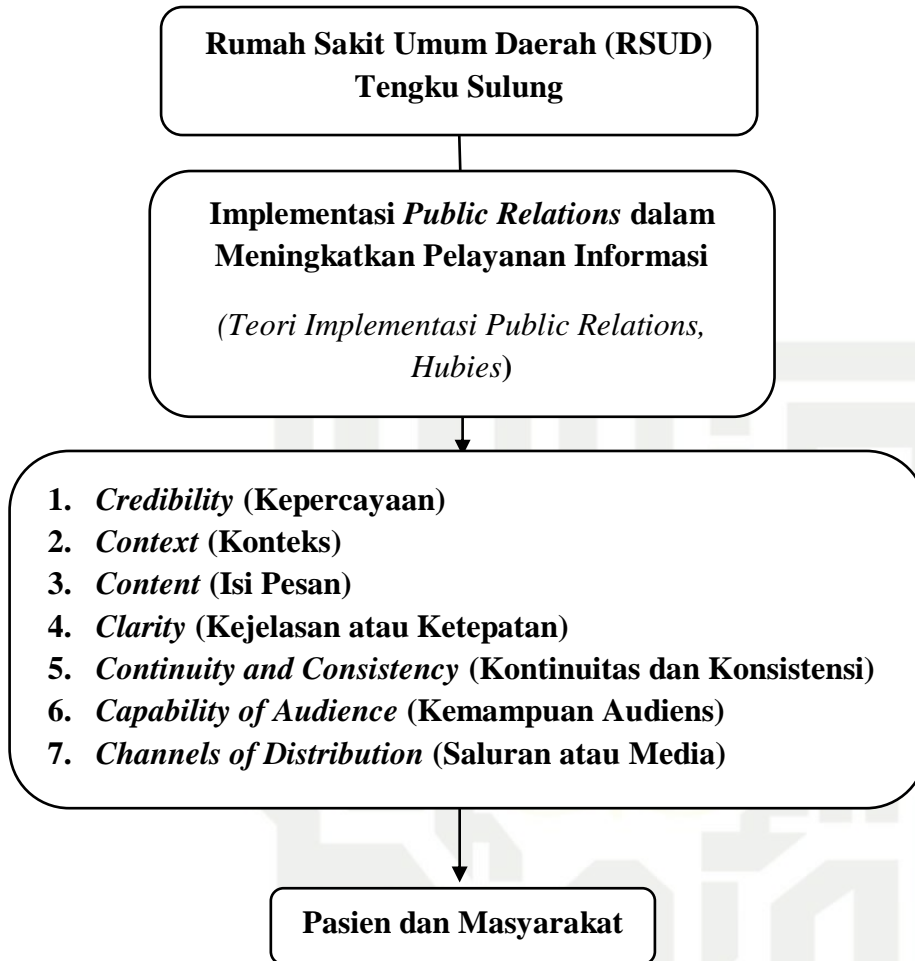 Rumah Sakit Umum Daerah (RSUD)
Tengku Sulung
Implementasi Public Relations dalam
Meningkatkan Pelayanan Informasi
(Teori Implementasi Public Relations,
Hubies)
1. Credibility (Kepercayaan)
2. Context (Konteks)
3. Content (Isi Pesan)
4. Clarity (Kejelasan atau Ketepatan)
5. Continuity and Consistency (Kontinuitas dan Konsistensi)
6. Capability of Audience (Kemampuan Audiens)
7. Channels of Distribution (Saluran atau Media)
Pasien dan Masyarakat